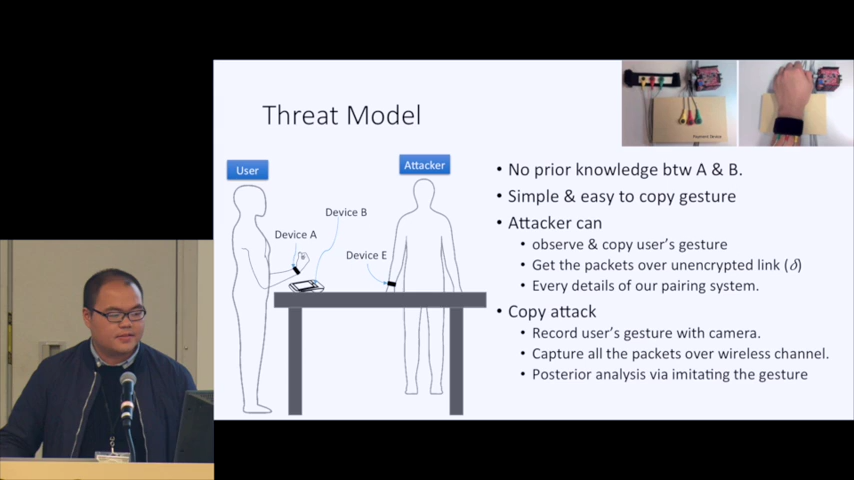 Threat Model
Payment Device
User
Attacker
Device B
Device A
Device E
• No prior knowledge btw A & B.
• Simple & easy to copy gesture
• Attacker can
• observe & copy user's gesture
• Get the packets over unencrypted link (δ)
• Every details of our pairing system.
• Copy attack
• Record user's gesture with camera.
• Capture all the packets over wireless channel.
• Posterior analysis via imitating the gesture